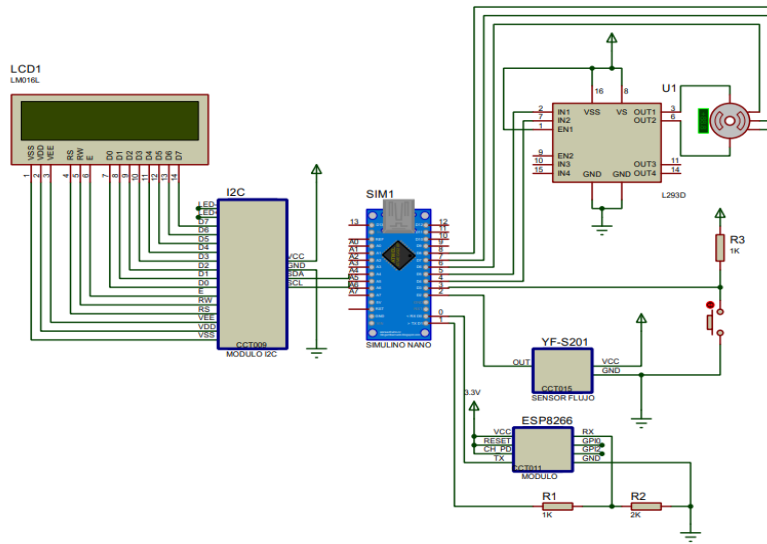 LCD1
LM016L
VSS VDD VEE RS RW E D0 D1 D2 D3 D4 D5 D6 D7
1 2 3 4 5 6 7 8 9 10 11 12 13 14
I2C
LED-
LED-
D7
D6
D5
D4
D3
D2
D1
D0
E
RW
RS
VEE
VDD
VSS
VCC
GND
SDA
SCL
CCT009
MODULO I2C
SIM1
13
A0
A1
A2
A3
A4
A5
A6
A7
12
11
10
9
8
7
6
5
4
3
2
0
1
SIMULINO NANO
U1
16 8
VSS VS
2 IN1 OUT1 3
7 IN2 OUT2 6
1 EN1
9 EN2
10 IN3 OUT3 11
15 IN4 OUT4 14
GND GND
L293D
R3
1K
YF-S201
OUT
VCC
GND
CCT015
SENSOR FLUJO
3.3V
ESP8266
VCC RX
RESET GPI0
CH_PD GPI2
TX GND
CCT011
MODULO
R1
1K
R2
2K